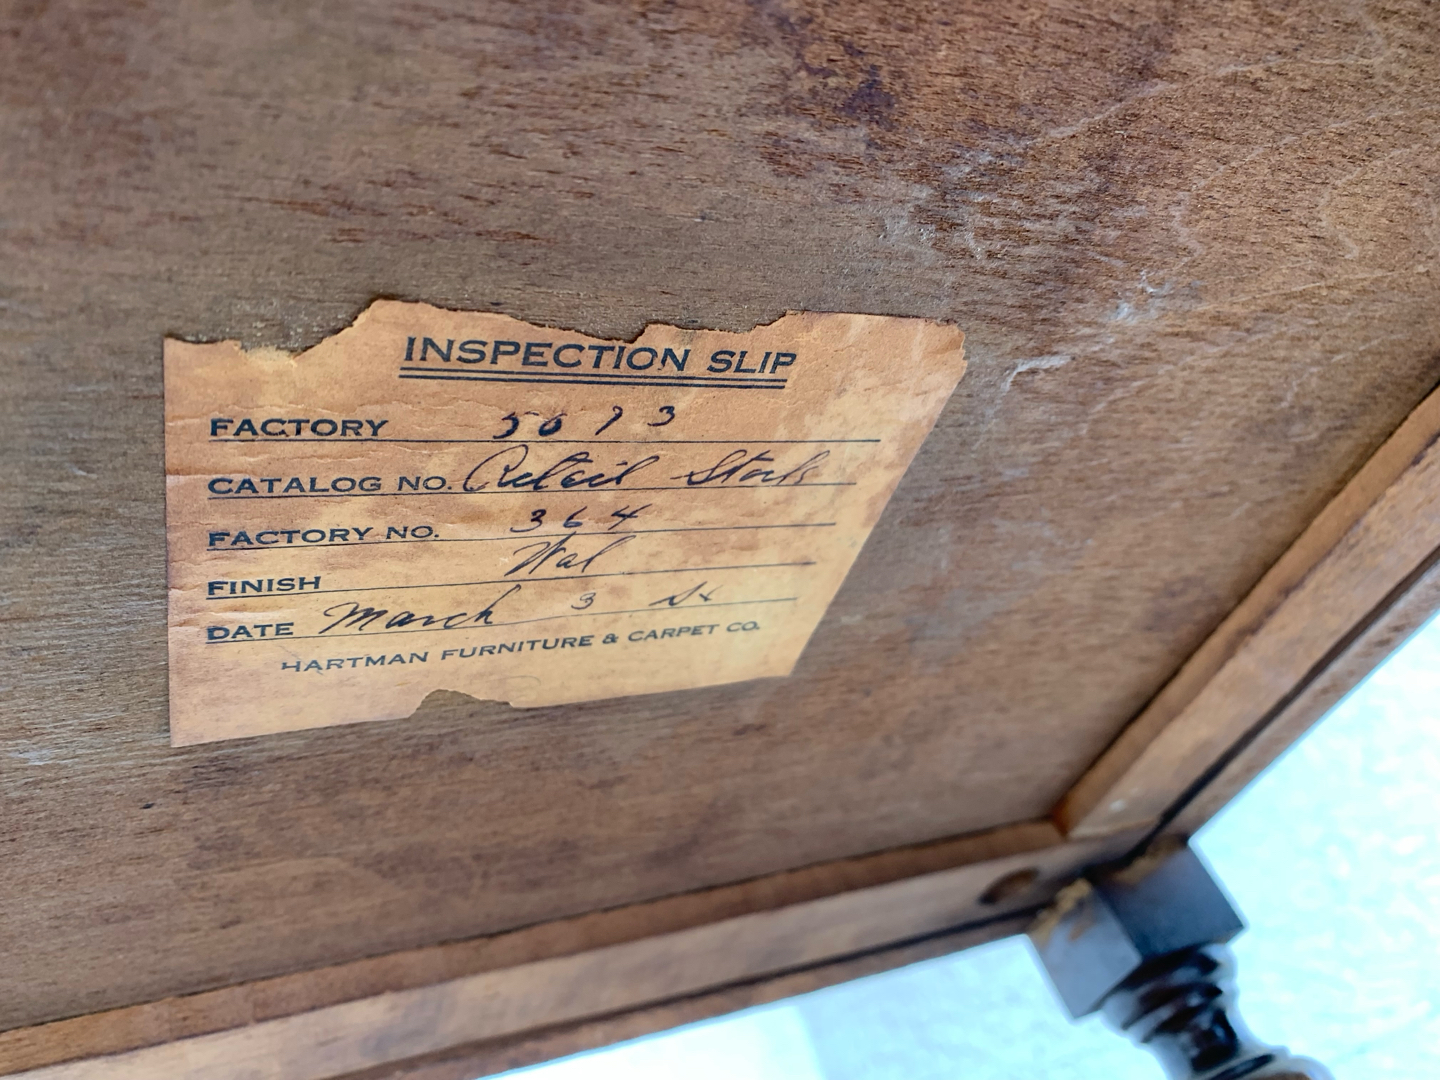 INSPECTION SLIP
FACTORY 5673
CATALOG NO. Retail Stock
FACTORY NO. 364
FINISH Wal
DATE March 3
HARTMAN FURNITURE & CARPET CO.